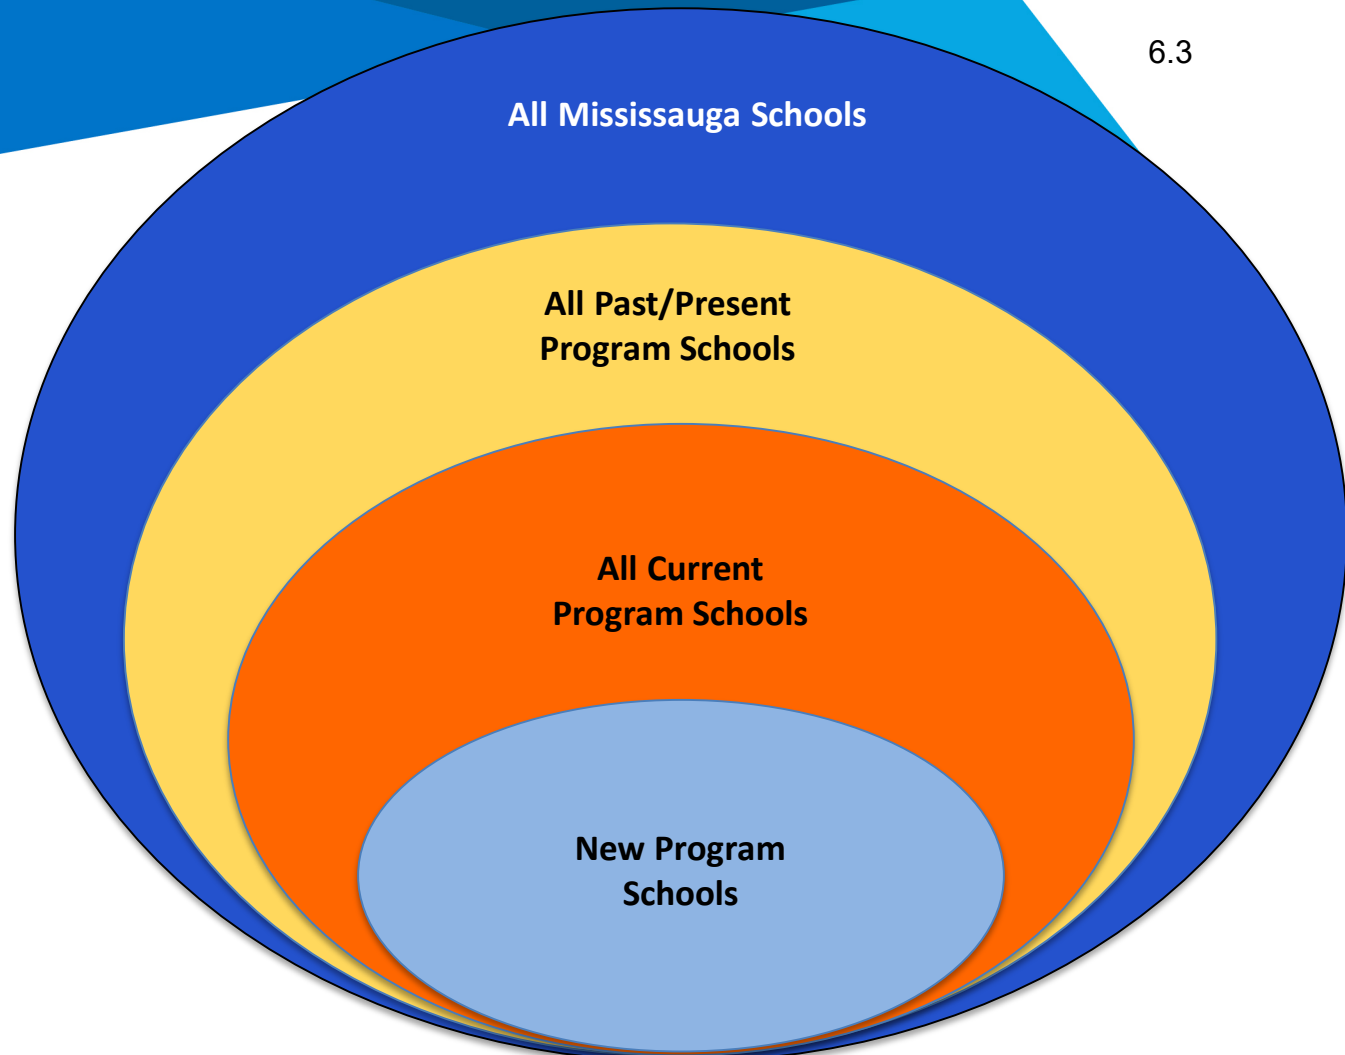 6.3
All Mississauga Schools
All Past/Present
Program Schools
All Current
Program Schools
New Program
Schools